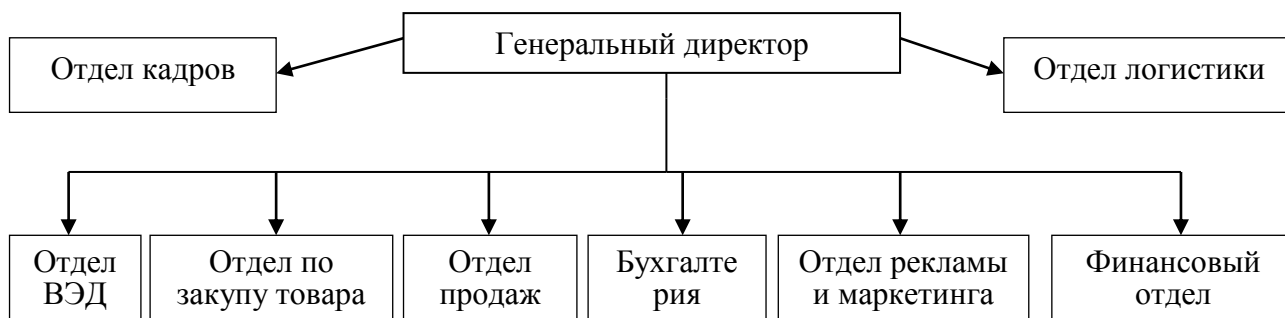 Генеральный директор
Отдел кадров
Отдел логистики
Отдел
ВЭД
Отдел по
закупу товара
Отдел
продаж
Бухгалте
рия
Отдел рекламы
и маркетинга
Финансовый
отдел